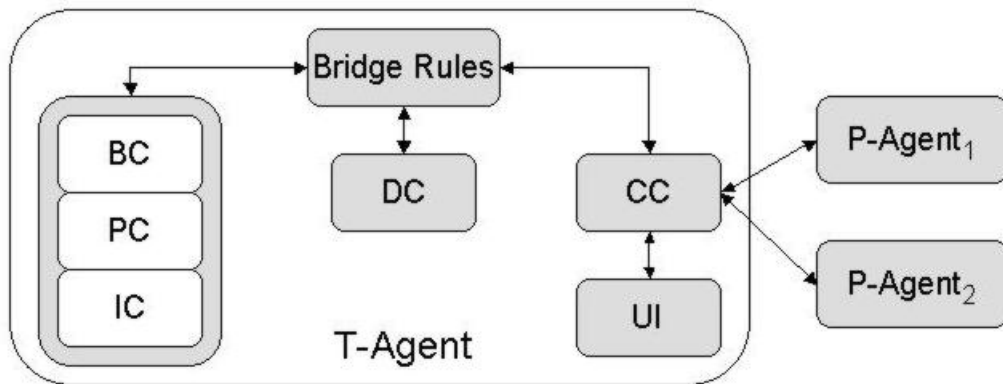 Bridge Rules
BC
PC
IC
DC
CC
UI
T-Agent
P-Agent1
P-Agent2